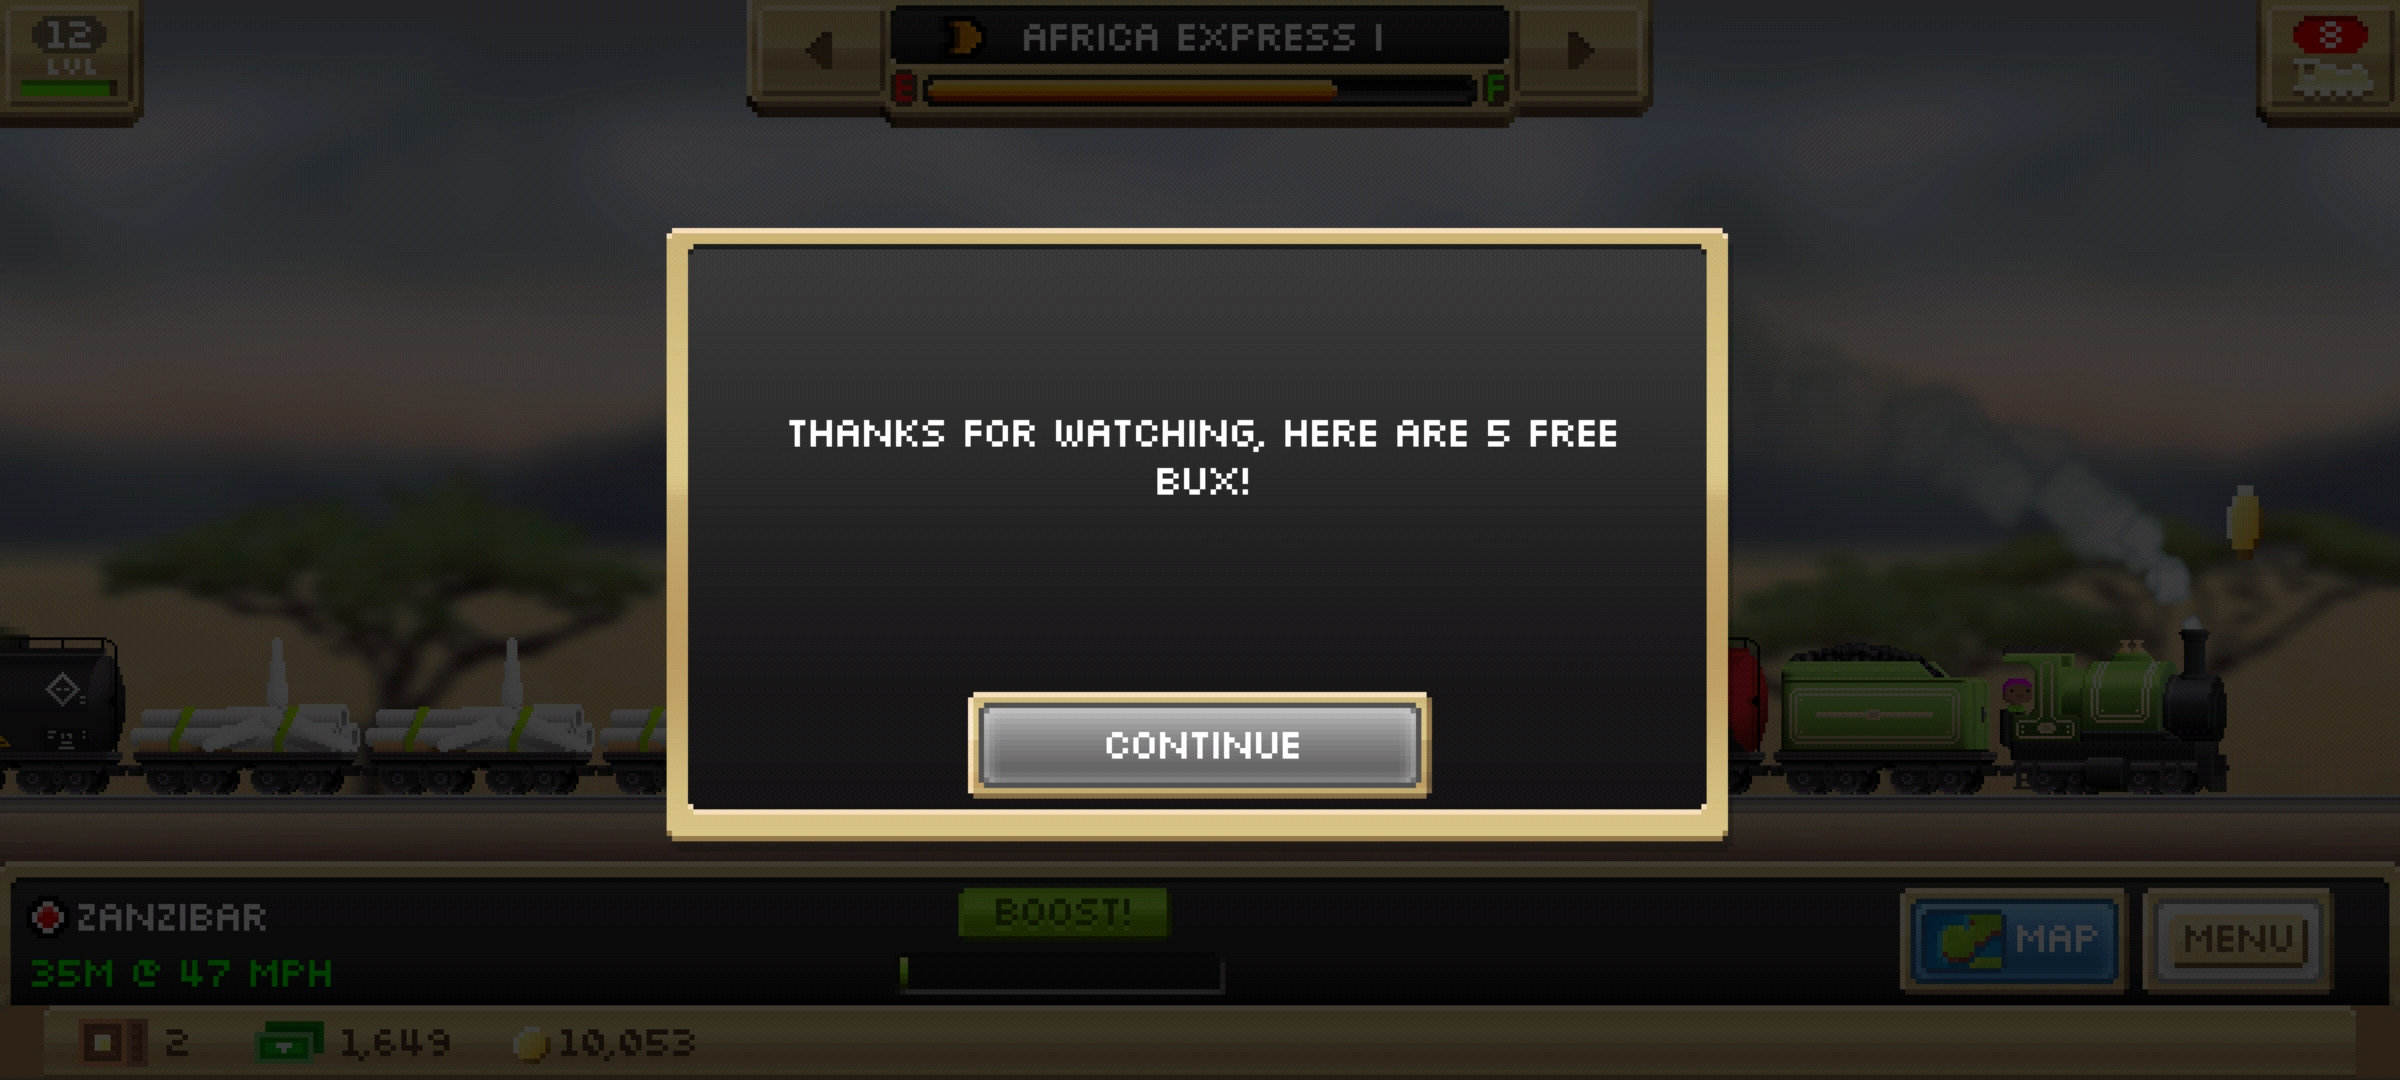 12
LVL
AFRICA EXPRESS I
E F
8
THANKS FOR WATCHING, HERE ARE 5 FREE
BUX!
CONTINUE
ZANZIBAR
35M @ 47 MPH
BOOST!
MAP
MENU
2 1,649 10,053